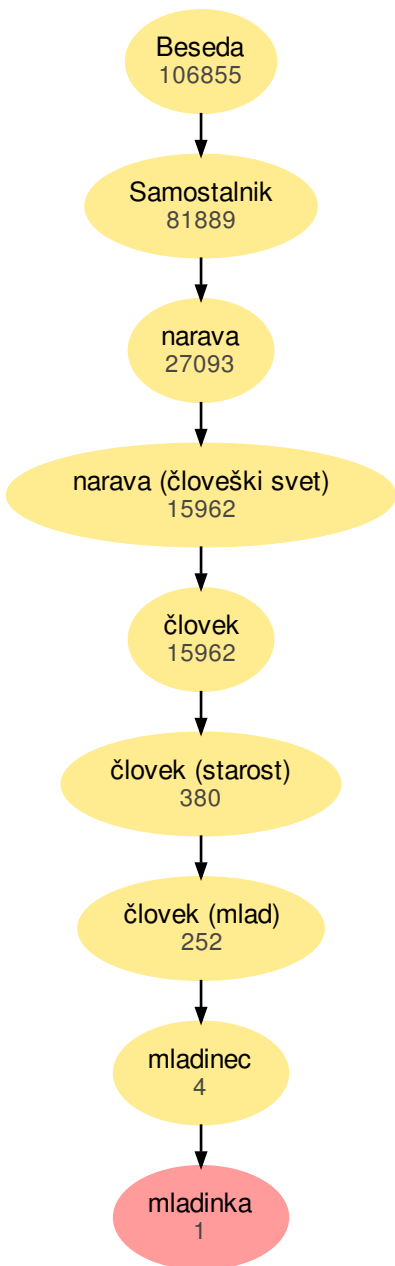 Beseda
106855
Samostalnik
81889
narava
27093
narava (človeški svet)
15962
človek
15962
človek (starost)
380
človek (mlad)
252
mladinec
4
mladinka
1